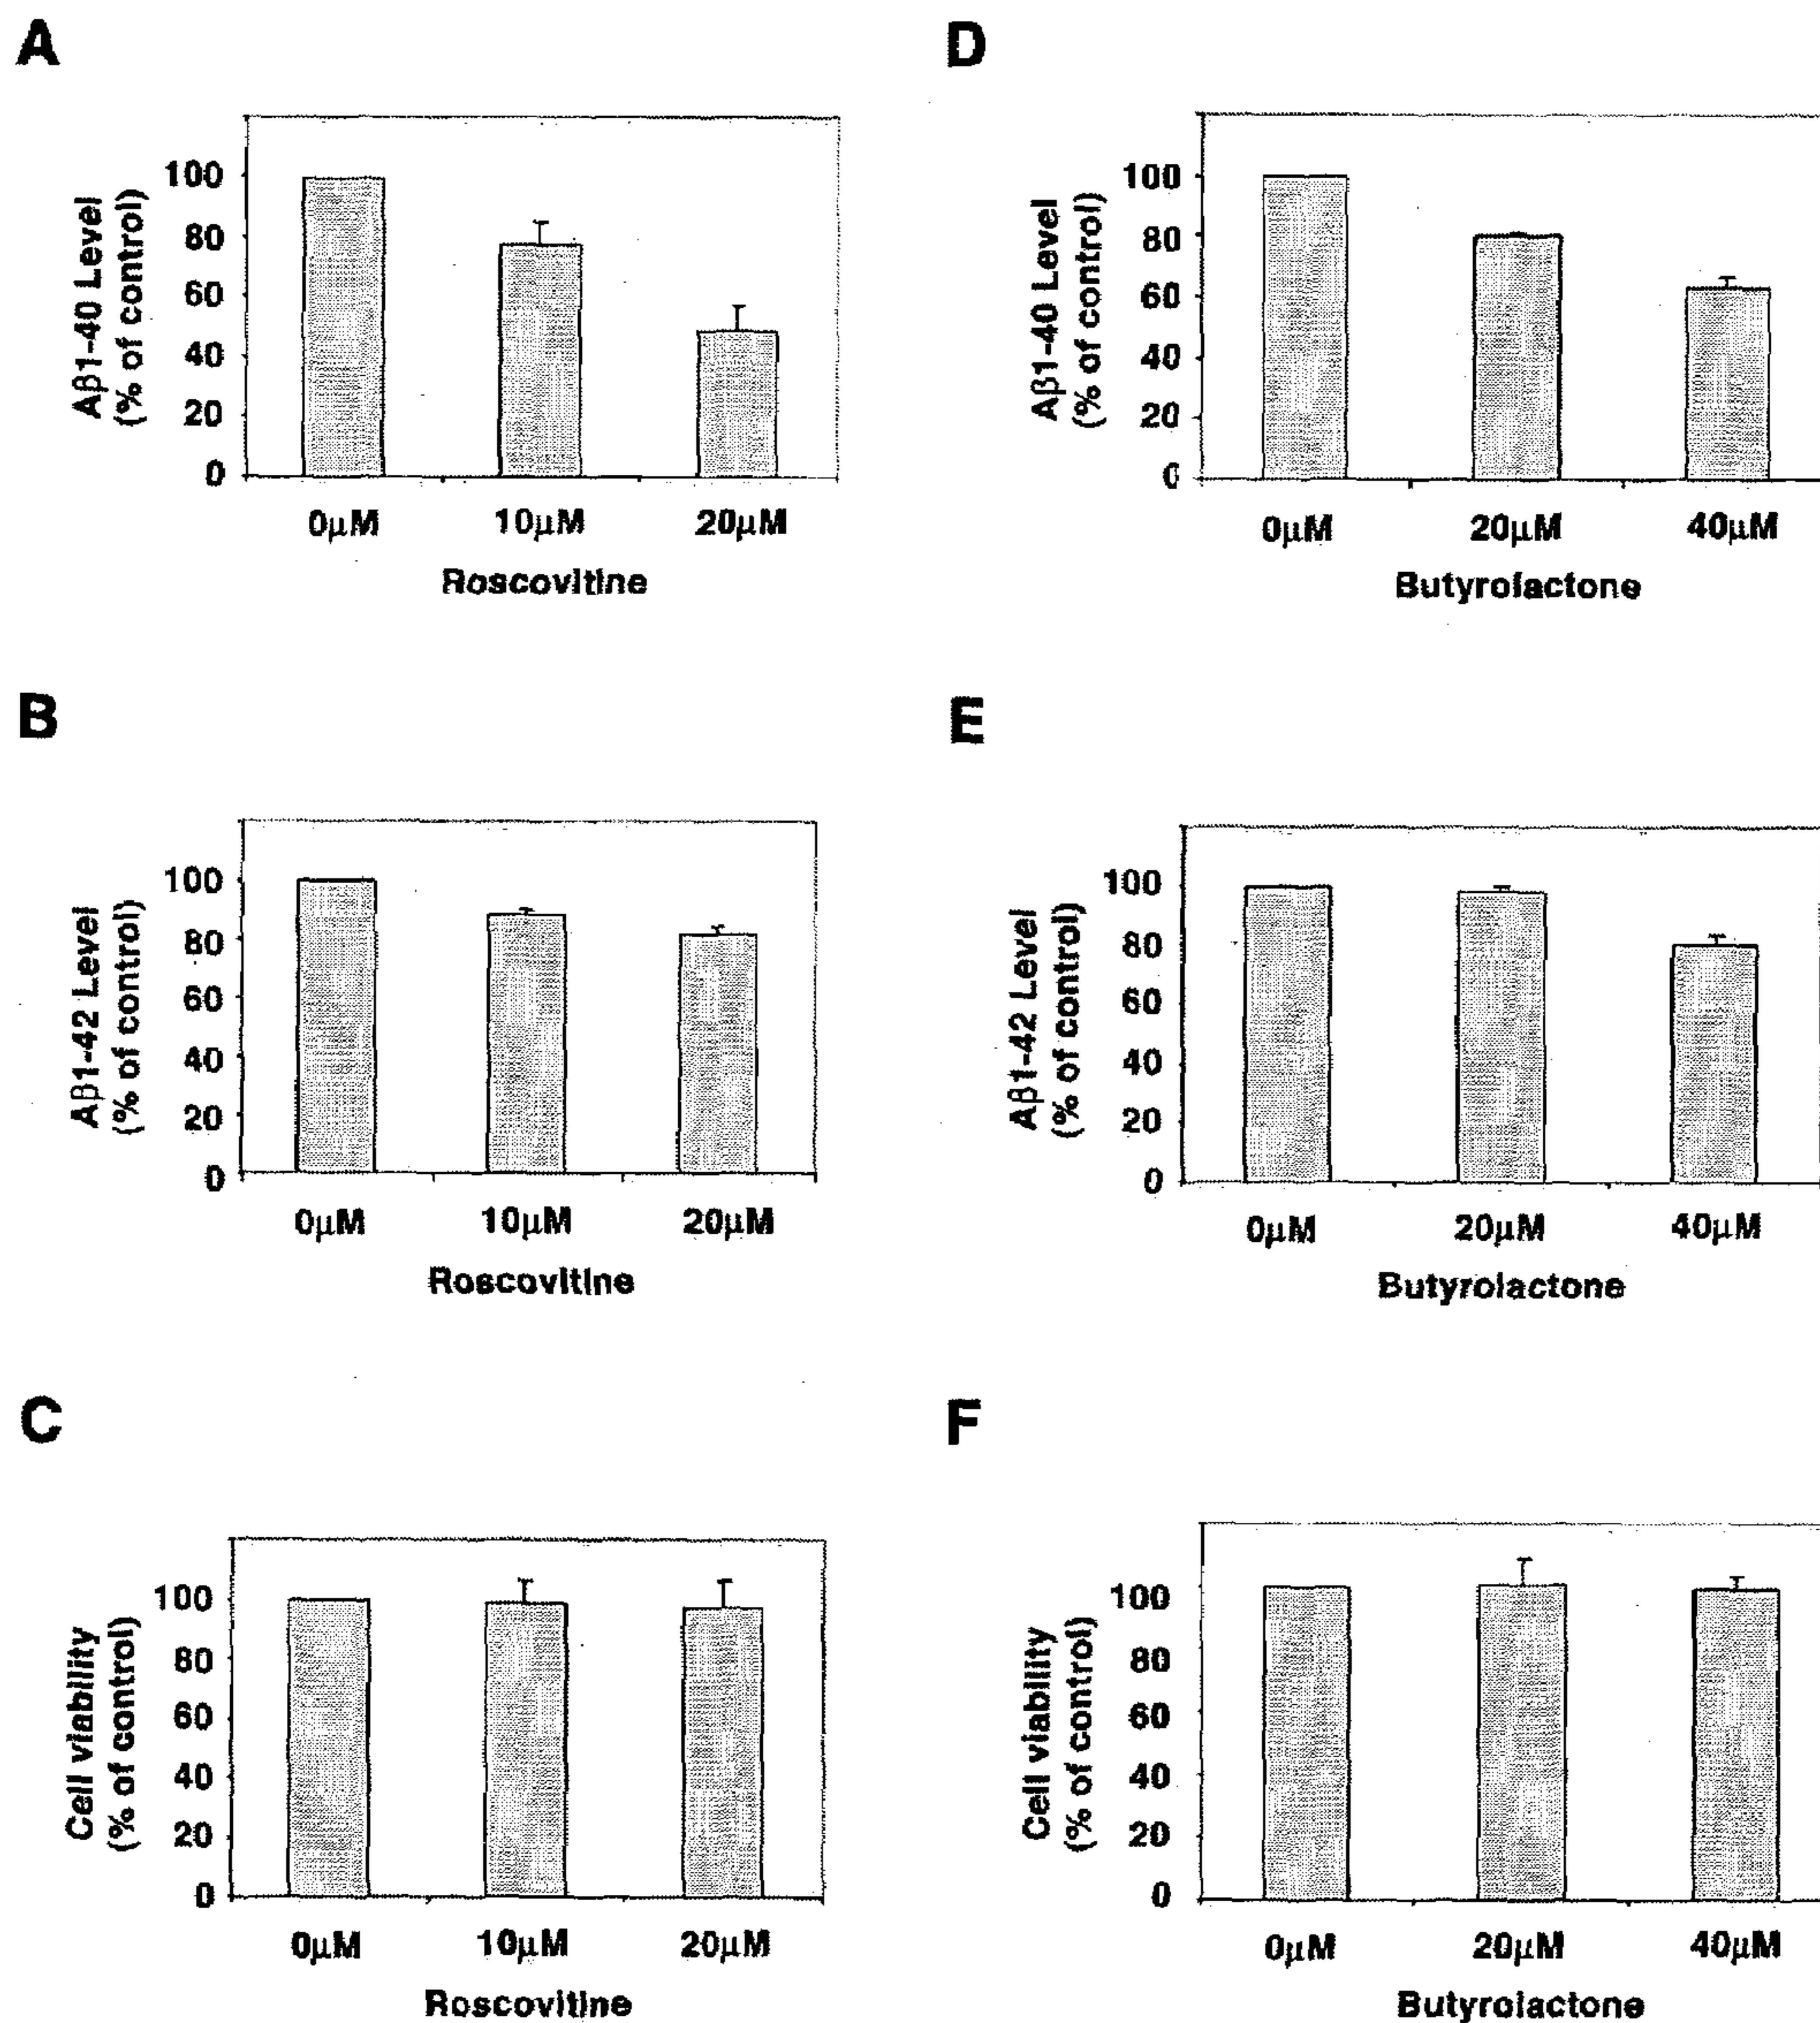 A
Aβ1-40 Level
(% of control)
100
80
60
40
20
0
0μM 10μM 20μM
Roscovitine
D
Aβ1-40 Level
(% of control)
100
80
60
40
20
0
0μM 20μM 40μM
Butyrolactone
B
Aβ1-42 Level
(% of control)
100
80
60
40
20
0
0μM 10μM 20μM
Roscovitine
E
Aβ1-42 Level
(% of control)
100
80
60
40
20
0
0μM 20μM 40μM
Butyrolactone
C
Cell viability
(% of control)
100
80
60
40
20
0
0μM 10μM 20μM
Roscovitine
F
Cell viability
(% of control)
100
80
60
40
20
0
0μM 20μM 40μM
Butyrolactone